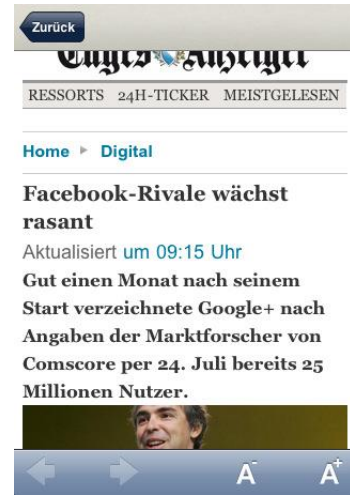 Zurück
Anzeiger
RESSORTS 24H-TICKER MEISTGELESEN
Home Digital
Facebook-Rivale wächst
rasant
Aktualisiert um 09:15 Uhr
Gut einen Monat nach seinem
Start verzeichnete Google+ nach
Angaben der Marktforscher von
Comscore per 24. Juli bereits 25
Millionen Nutzer.
A- A+